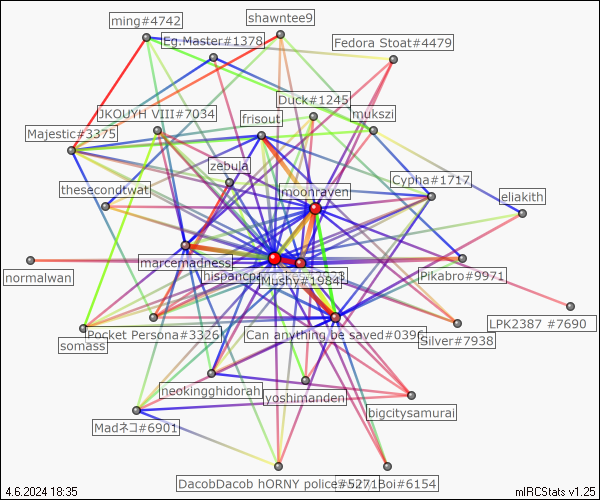 ming#4742
shawntee9
Eg.Master#1378
Fedora Stoat#4479
Duck#1245
JKOUYH VIII#7034
mukszi
frisout
Majestic#3375
zebula
Cypha#1717
thesecondtwat
moonraven
eliakith
marcemadness
normalwan
Mushy#1984
Pikabro#9971
LPK2387 #7690
Pocket Persona#3326
Can anything be saved#0396
somass
Silver#7938
neokingghidorah
yoshimanden
bigcitysamurai
Madネコ#6901
DacobDacob hORNY police#5271
Boi#6154
4.6.2024 18:35
mIRCStats v1.25